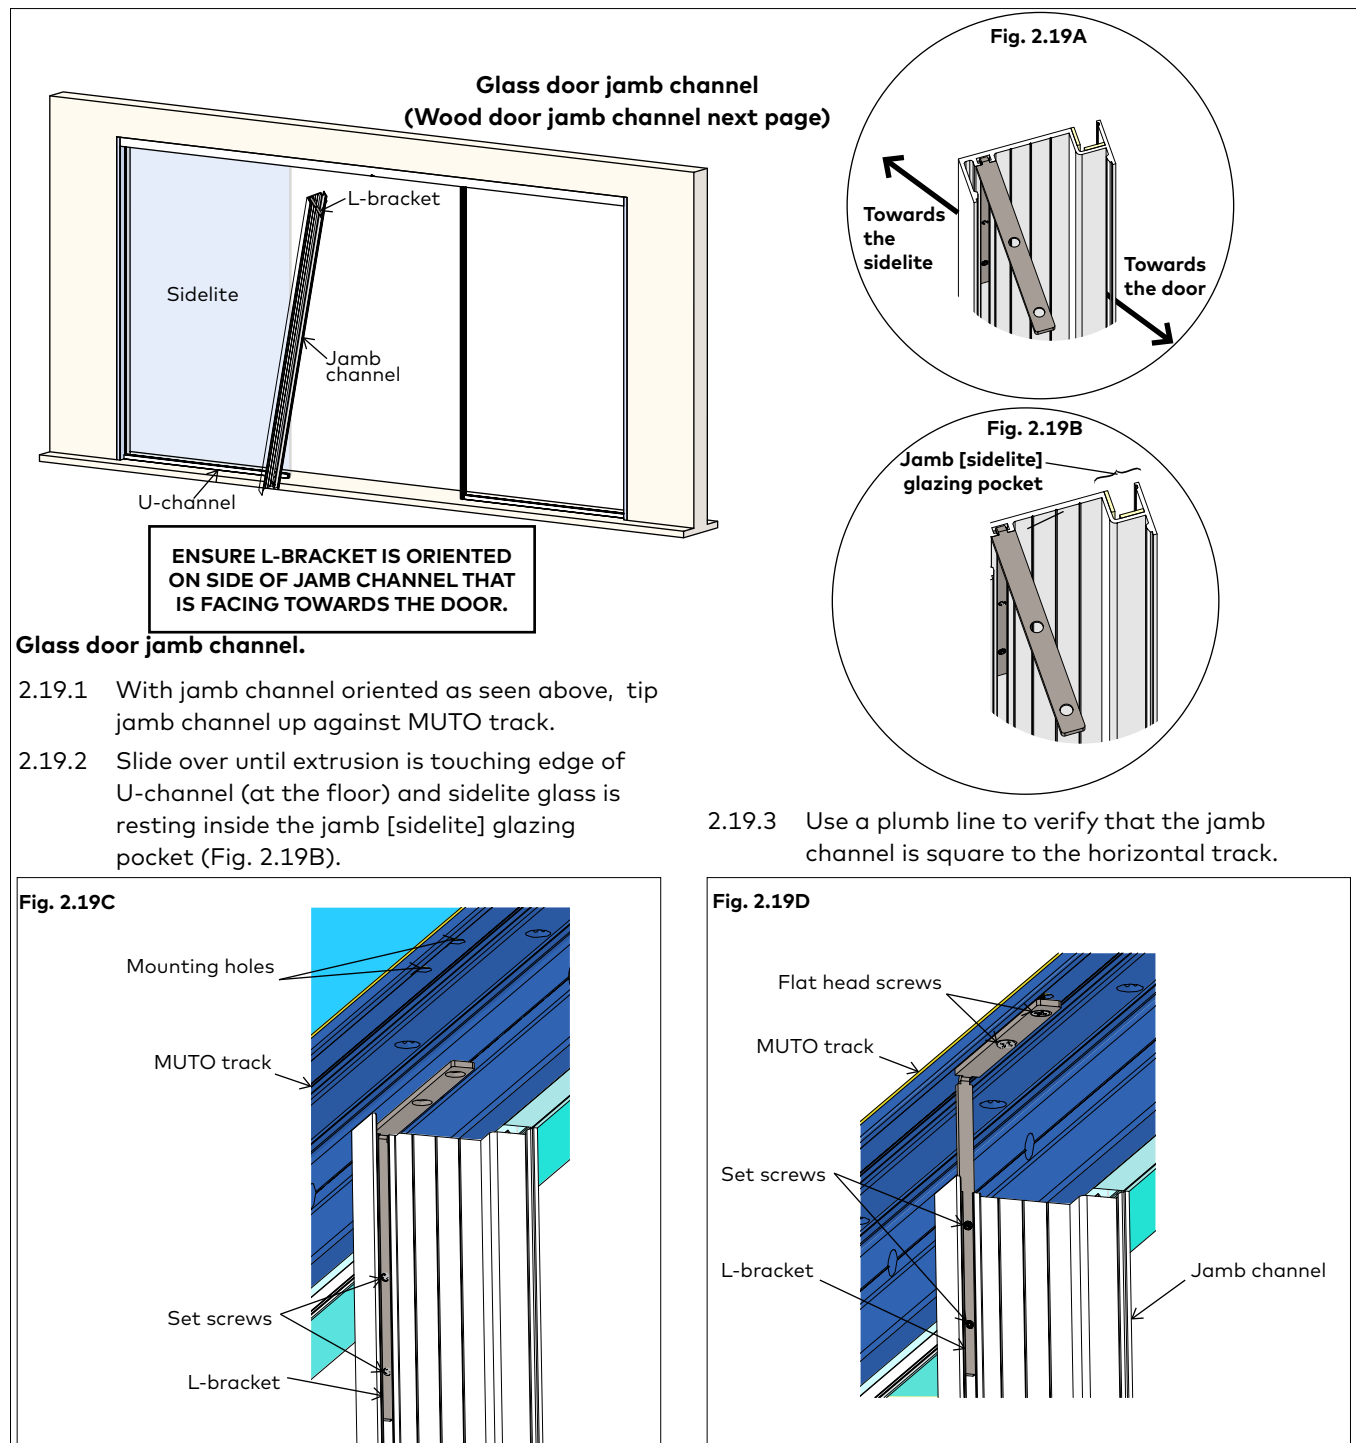 Glass door jamb channel
(Wood door jamb channel next page)
L-bracket
Sidelite
Jamb
channel
U-channel
ENSURE L-BRACKET IS ORIENTED
ON SIDE OF JAMB CHANNEL THAT
IS FACING TOWARDS THE DOOR.
Fig. 2.19A
Towards
the
sidelite
Towards
the door
Fig. 2.19B
Jamb [sidelite]
glazing pocket
Glass door jamb channel.
2.19.1 With jamb channel oriented as seen above, tip
jamb channel up against MUTO track.
2.19.2 Slide over until extrusion is touching edge of
U-channel (at the floor) and sidelite glass is
resting inside the jamb [sidelite] glazing
pocket (Fig. 2.19B).
2.19.3 Use a plumb line to verify that the jamb
channel is square to the horizontal track.
Fig. 2.19C
Mounting holes
MUTO track
Set screws
L-bracket
Fig. 2.19D
Flat head screws
MUTO track
Set screws
L-bracket
Jamb channel